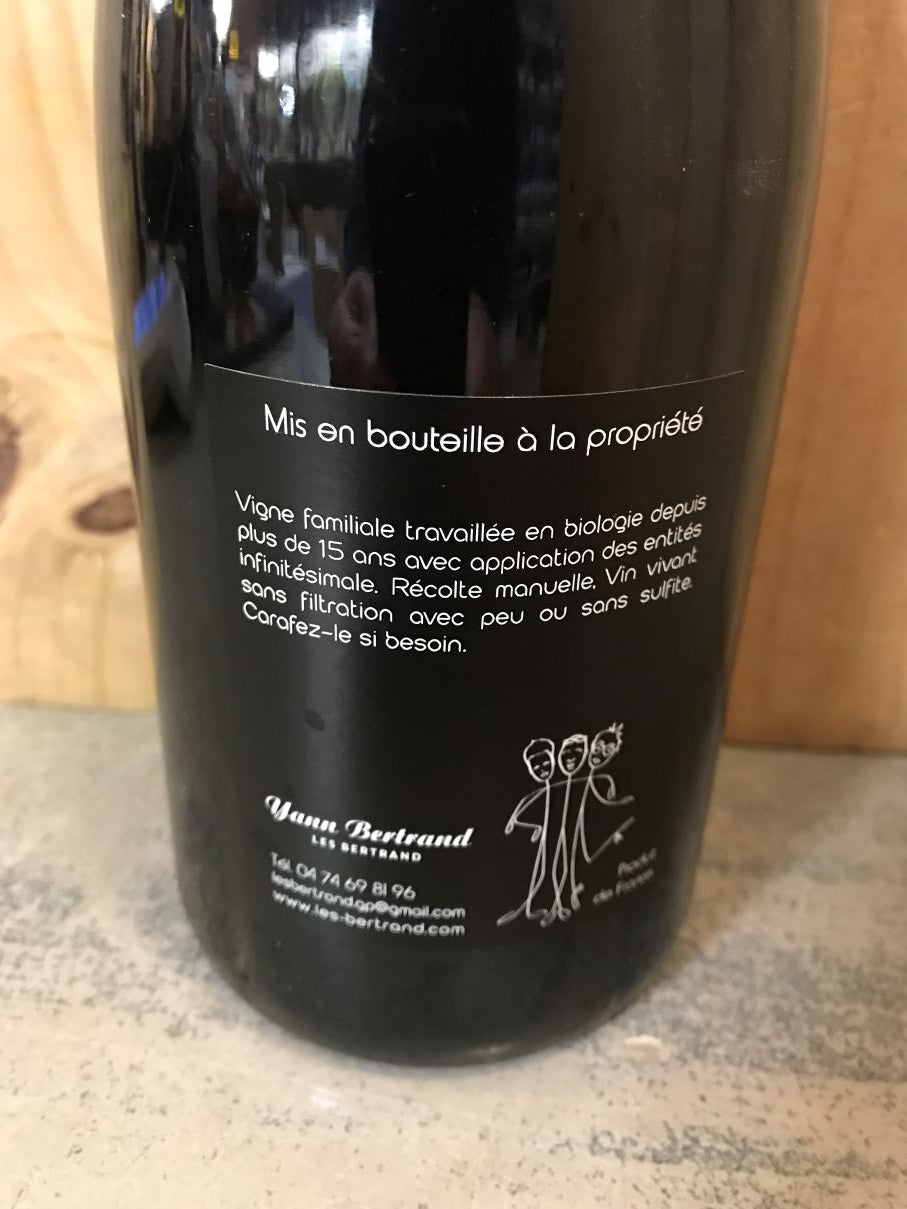 Mis en bouteille à la propriété
Vigne familiale travaillée en biologie depuis
plus de 15 ans avec application des entités
infinitésimale. Récolte manuelle. Vin vivant
sans filtration avec peu ou sans sulfite.
Carafez-le si besoin.
Yann Bertrand
LES BERTRAND
Tél. 04 74 69 81 96
lesbertrand.gp@gmail.com
www.les-bertrand.com
Produit
de France